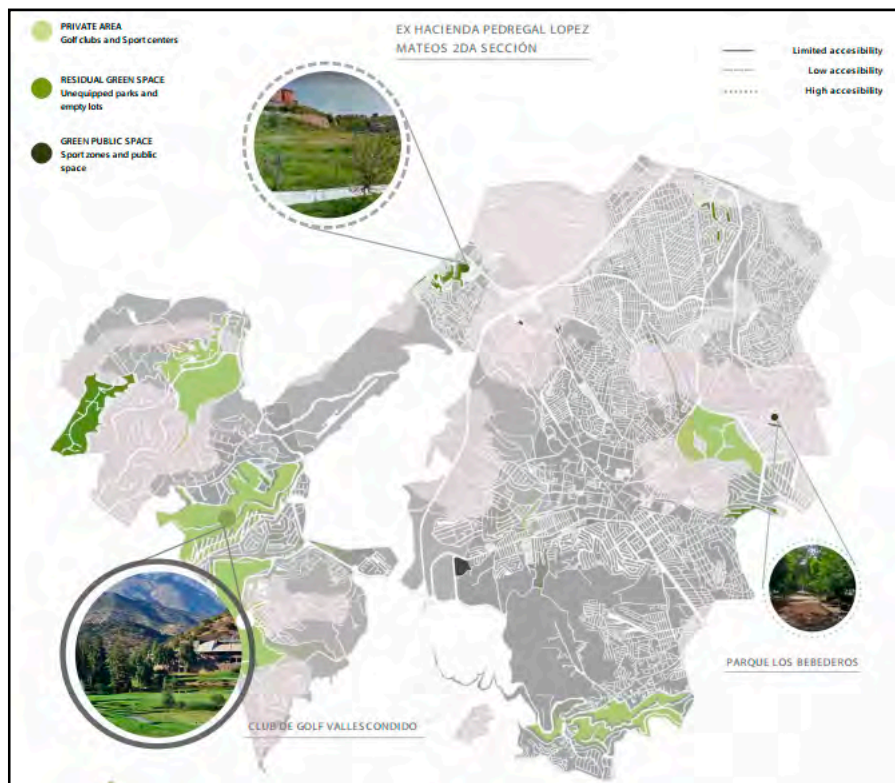 PRIVATE AREA
Golf clubs and Sport centers
RESIDUAL GREEN SPACE
Unequipped parks and
empty lots
GREEN PUBLIC SPACE
Sport zones and public
space
EX HACIENDA PEDREGAL LOPEZ
MATEOS 2DA SECCIÓN
Limited accesibility
Low accesibility
High accesibility
PARQUE LOS BEBEDEROS
CLUB DE GOLF VALLESCONDIDO